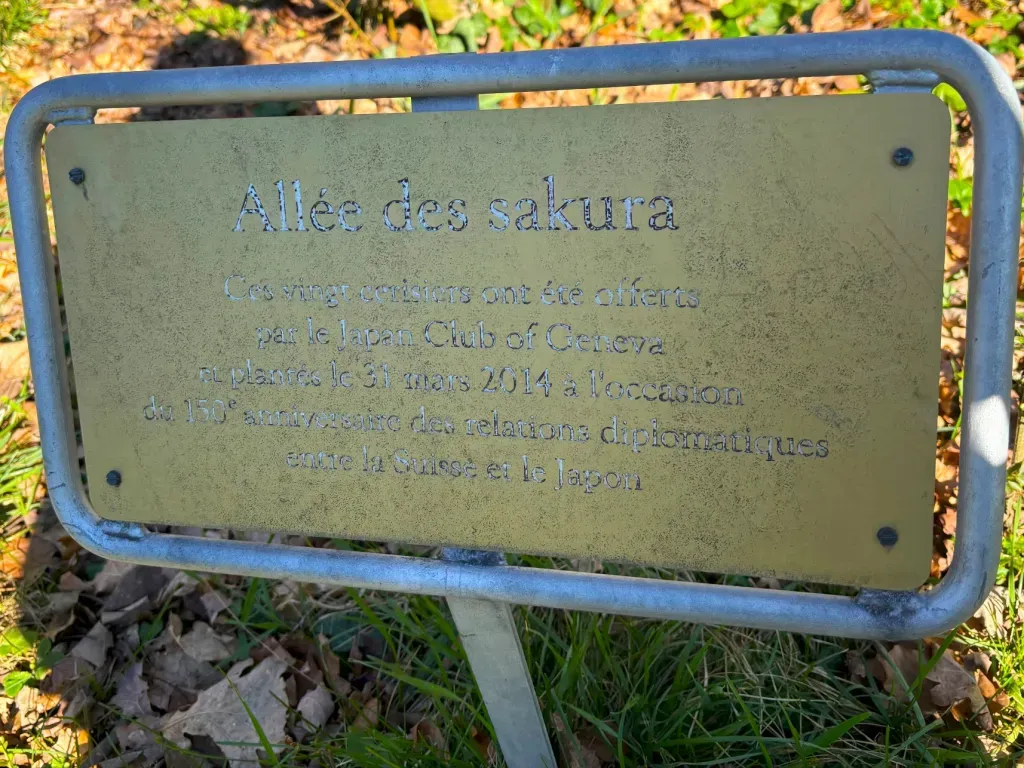 Allée des sakura
Ces vingt cerisiers ont été offerts
par le Japan Club of Geneva
et plantés le 31 mars 2014 à l'occasion
du 150e anniversaire des relations diplomatiques
entre la Suisse et le Japon